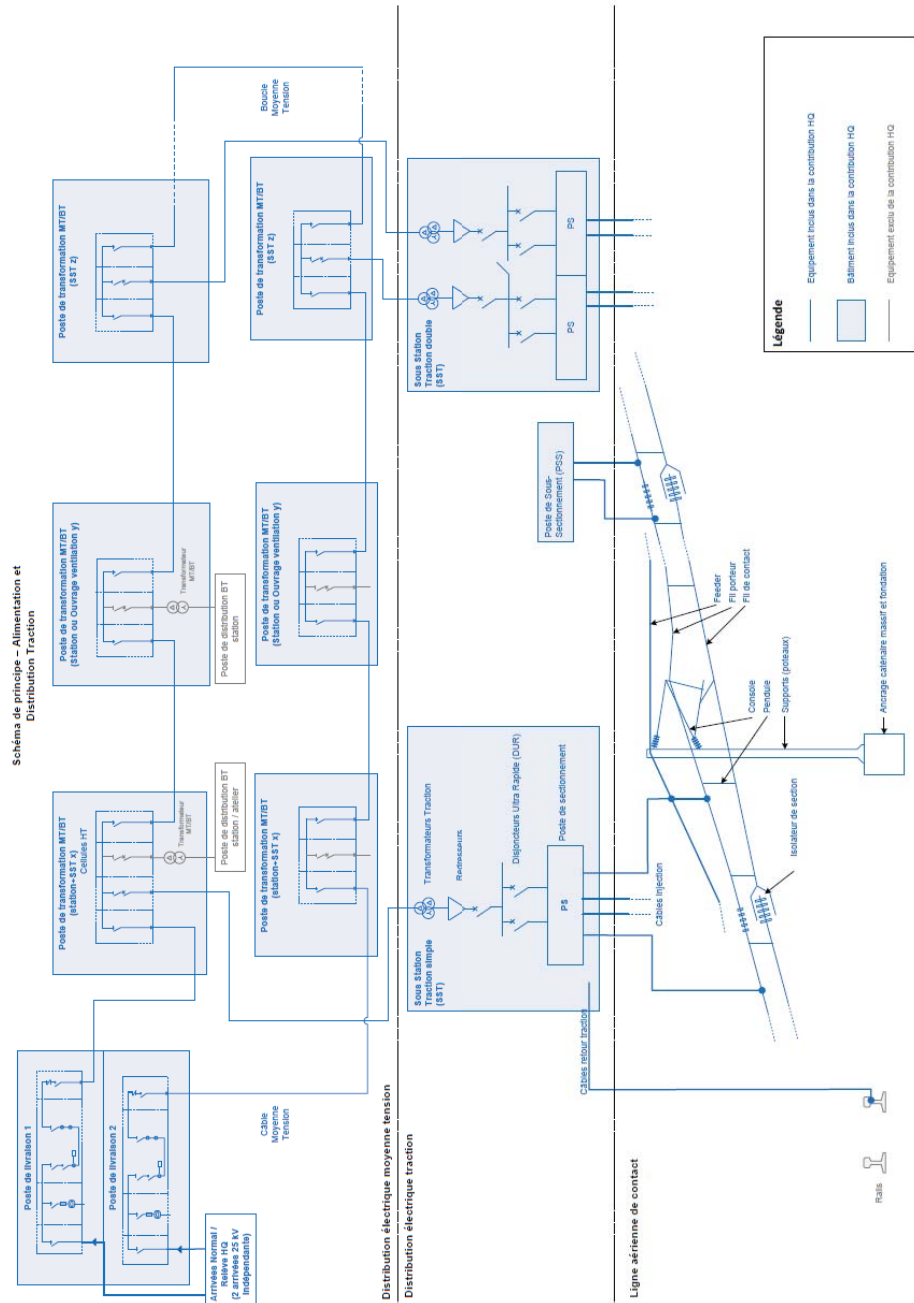 Schéma de principe – Alimentation et
Distribution Traction
Poste de livraison 1
Poste de livraison 2
Arrivées Normal /
Relève HQ
(2 arrivées 25 kV
Indépendante)
Câble
Moyenne
Tension
Poste de transformation MT/BT
(station+SST x)
Cellules HT
Transformateur
MT/BT
Poste de distribution BT
station / atelier
Poste de transformation MT/BT
(station+SST x)
Poste de transformation MT/BT
(Station ou Ouvrage ventilation y)
Transformateur
MT/BT
Poste de distribution BT
station
Poste de transformation MT/BT
(Station ou Ouvrage ventilation y)
Poste de transformation MT/BT
(SST z)
Poste de transformation MT/BT
(SST z)
Boucle
Moyenne
Tension
Distribution électrique moyenne tension
Distribution électrique traction
Sous Station
Traction simple
(SST)
Transformateurs Traction
Redresseurs
Disjoncteurs Ultra Rapide (DUR)
Poste de sectionnement
PS
Câbles retour traction
Câbles Injection
Sous Station
Traction double
(SST)
PS
PS
Poste de Sous-
Sectionnement (PSS)
Ligne aérienne de contact
Rails
Isolateur de section
Console
Pendule
Supports (poteaux)
Ancrage caténaire massif et fondation
Feeder
Fil porteur
Fil de contact
Légende
Equipement inclus dans la contribution HQ
Bâtiment inclus dans la contribution HQ
Equipement exclu de la contribution HQ